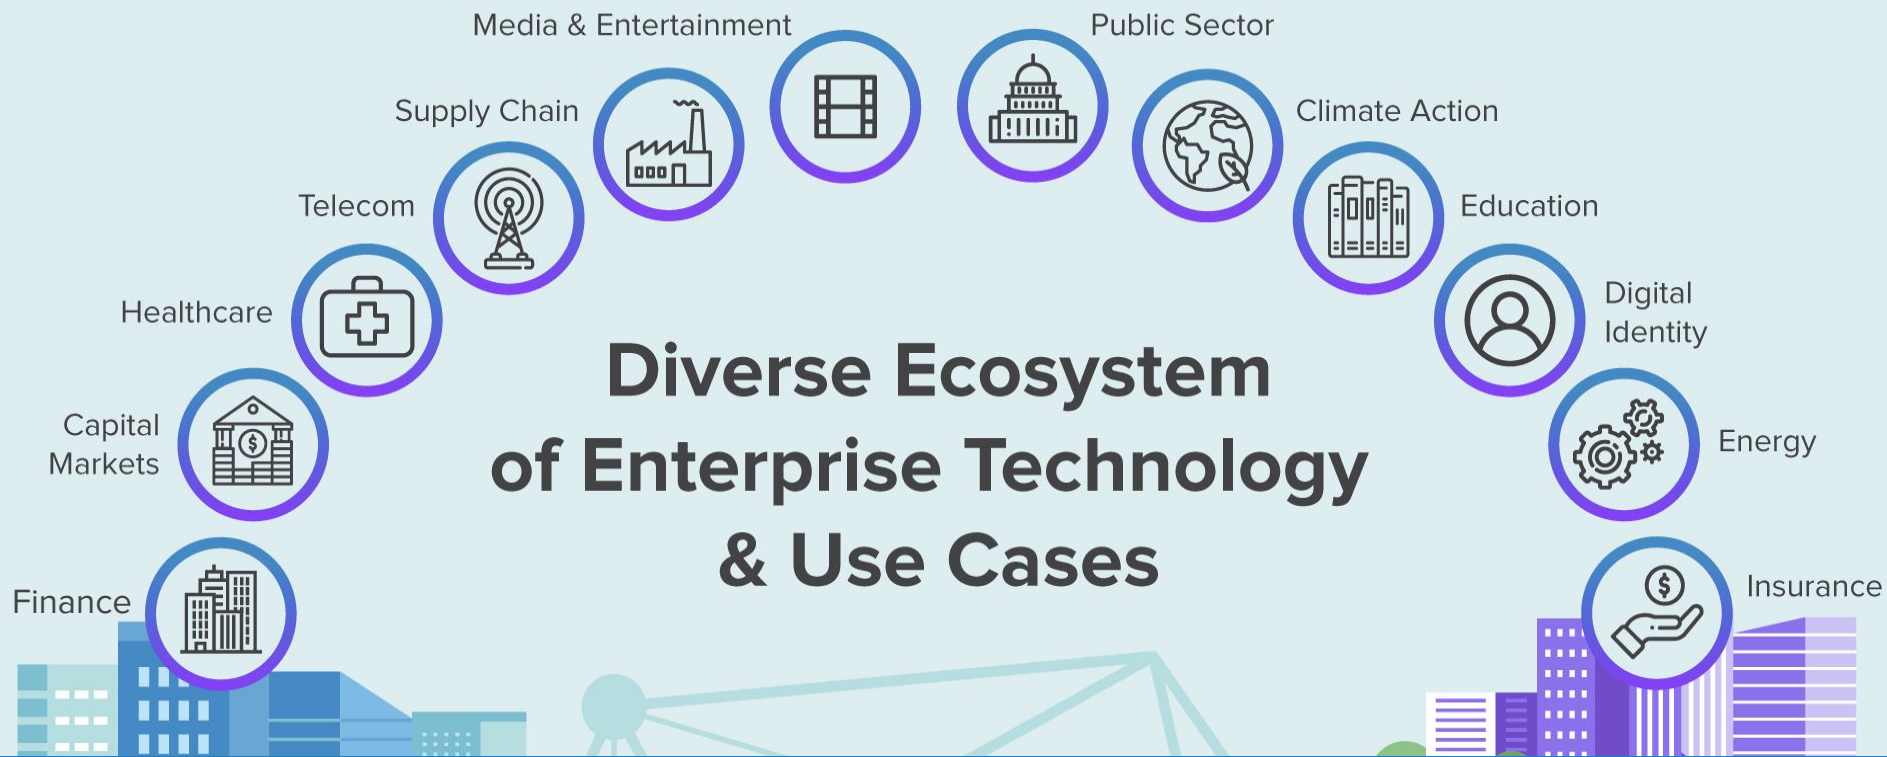 Media & Entertainment
Public Sector
Supply Chain
Climate Action
Telecom
Education
Healthcare
Digital
Identity
Capital
Markets
Energy
Finance
Insurance
Diverse Ecosystem
of Enterprise Technology
& Use Cases